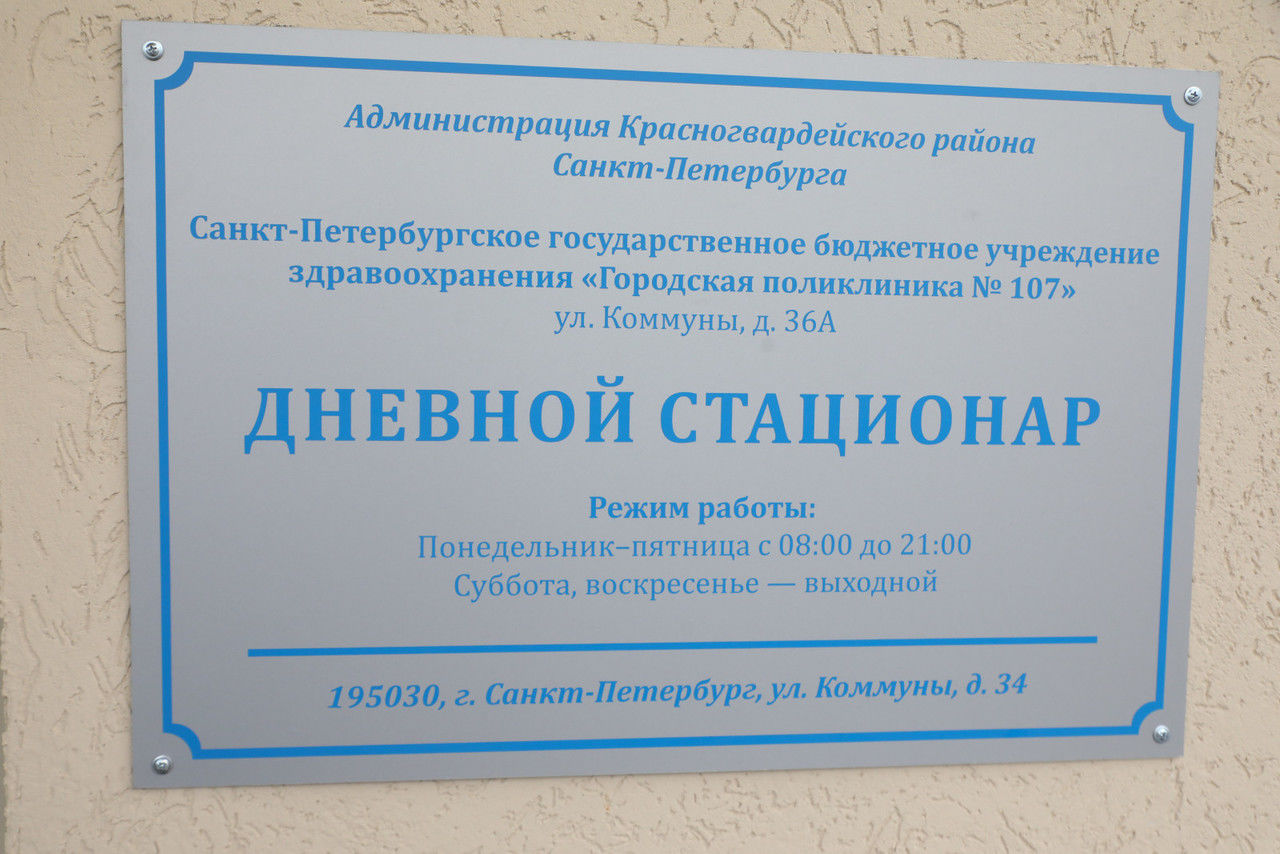 Администрация Красногвардейского района
Санкт-Петербурга
Санкт-Петербургское государственное бюджетное учреждение
здравоохранения «Городская поликлиника № 107»
ул. Коммуны, д. 36А
ДНЕВНОЙ СТАЦИОНАР
Режим работы:
Понедельник–пятница с 08:00 до 21:00
Суббота, воскресенье — выходной
195030, г. Санкт-Петербург, ул. Коммуны, д. 34